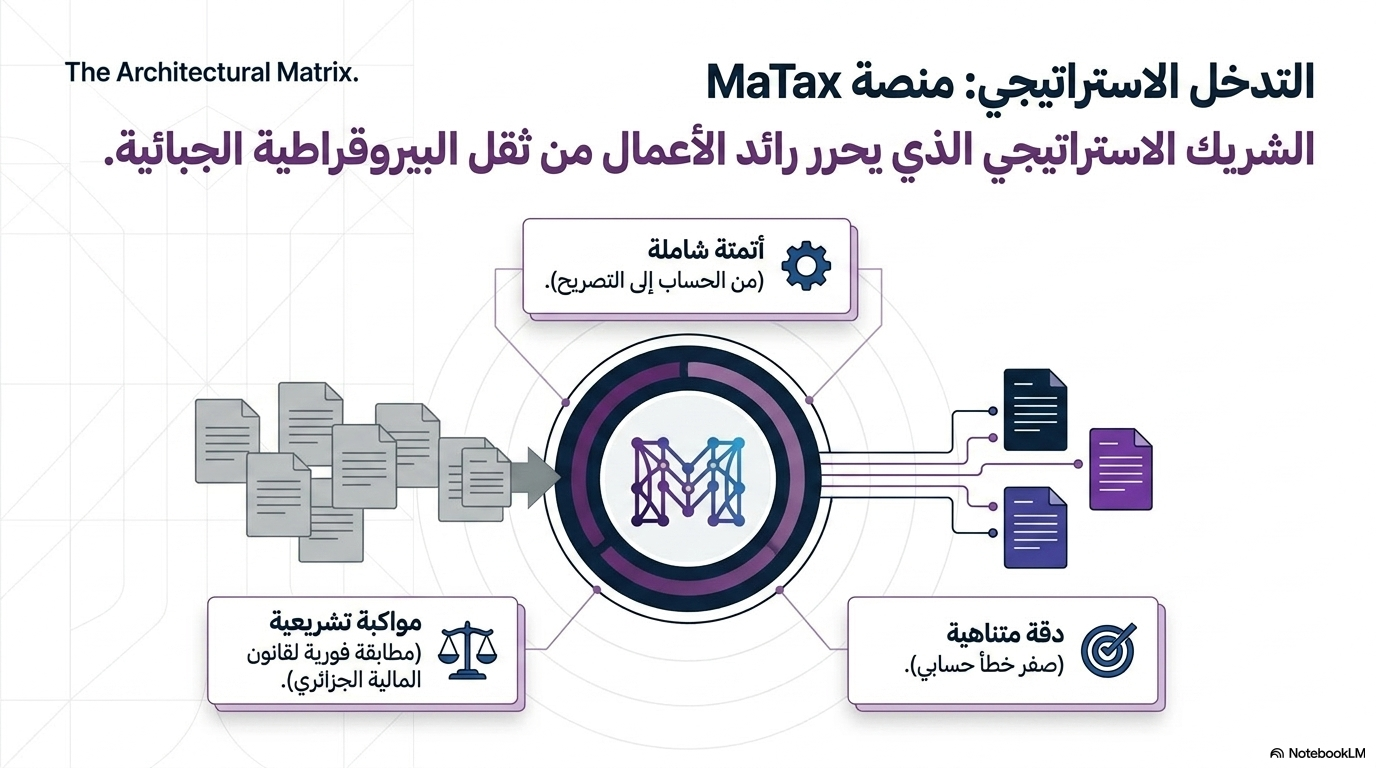 The Architectural Matrix.
التدخل الاستراتيجي: منصة MaTax
الشريك الاستراتيجي الذي يحرر رائد الأعمال من ثقل البيروقراطية الجبائية.
أتمتة شاملة
(من الحساب إلى التصريح).
M
دقة متناهية
(صفر خطأ حسابي).
مواكبة تشريعية
(مطابقة فورية لقانون
المالية الجزائري).
NotebookLM